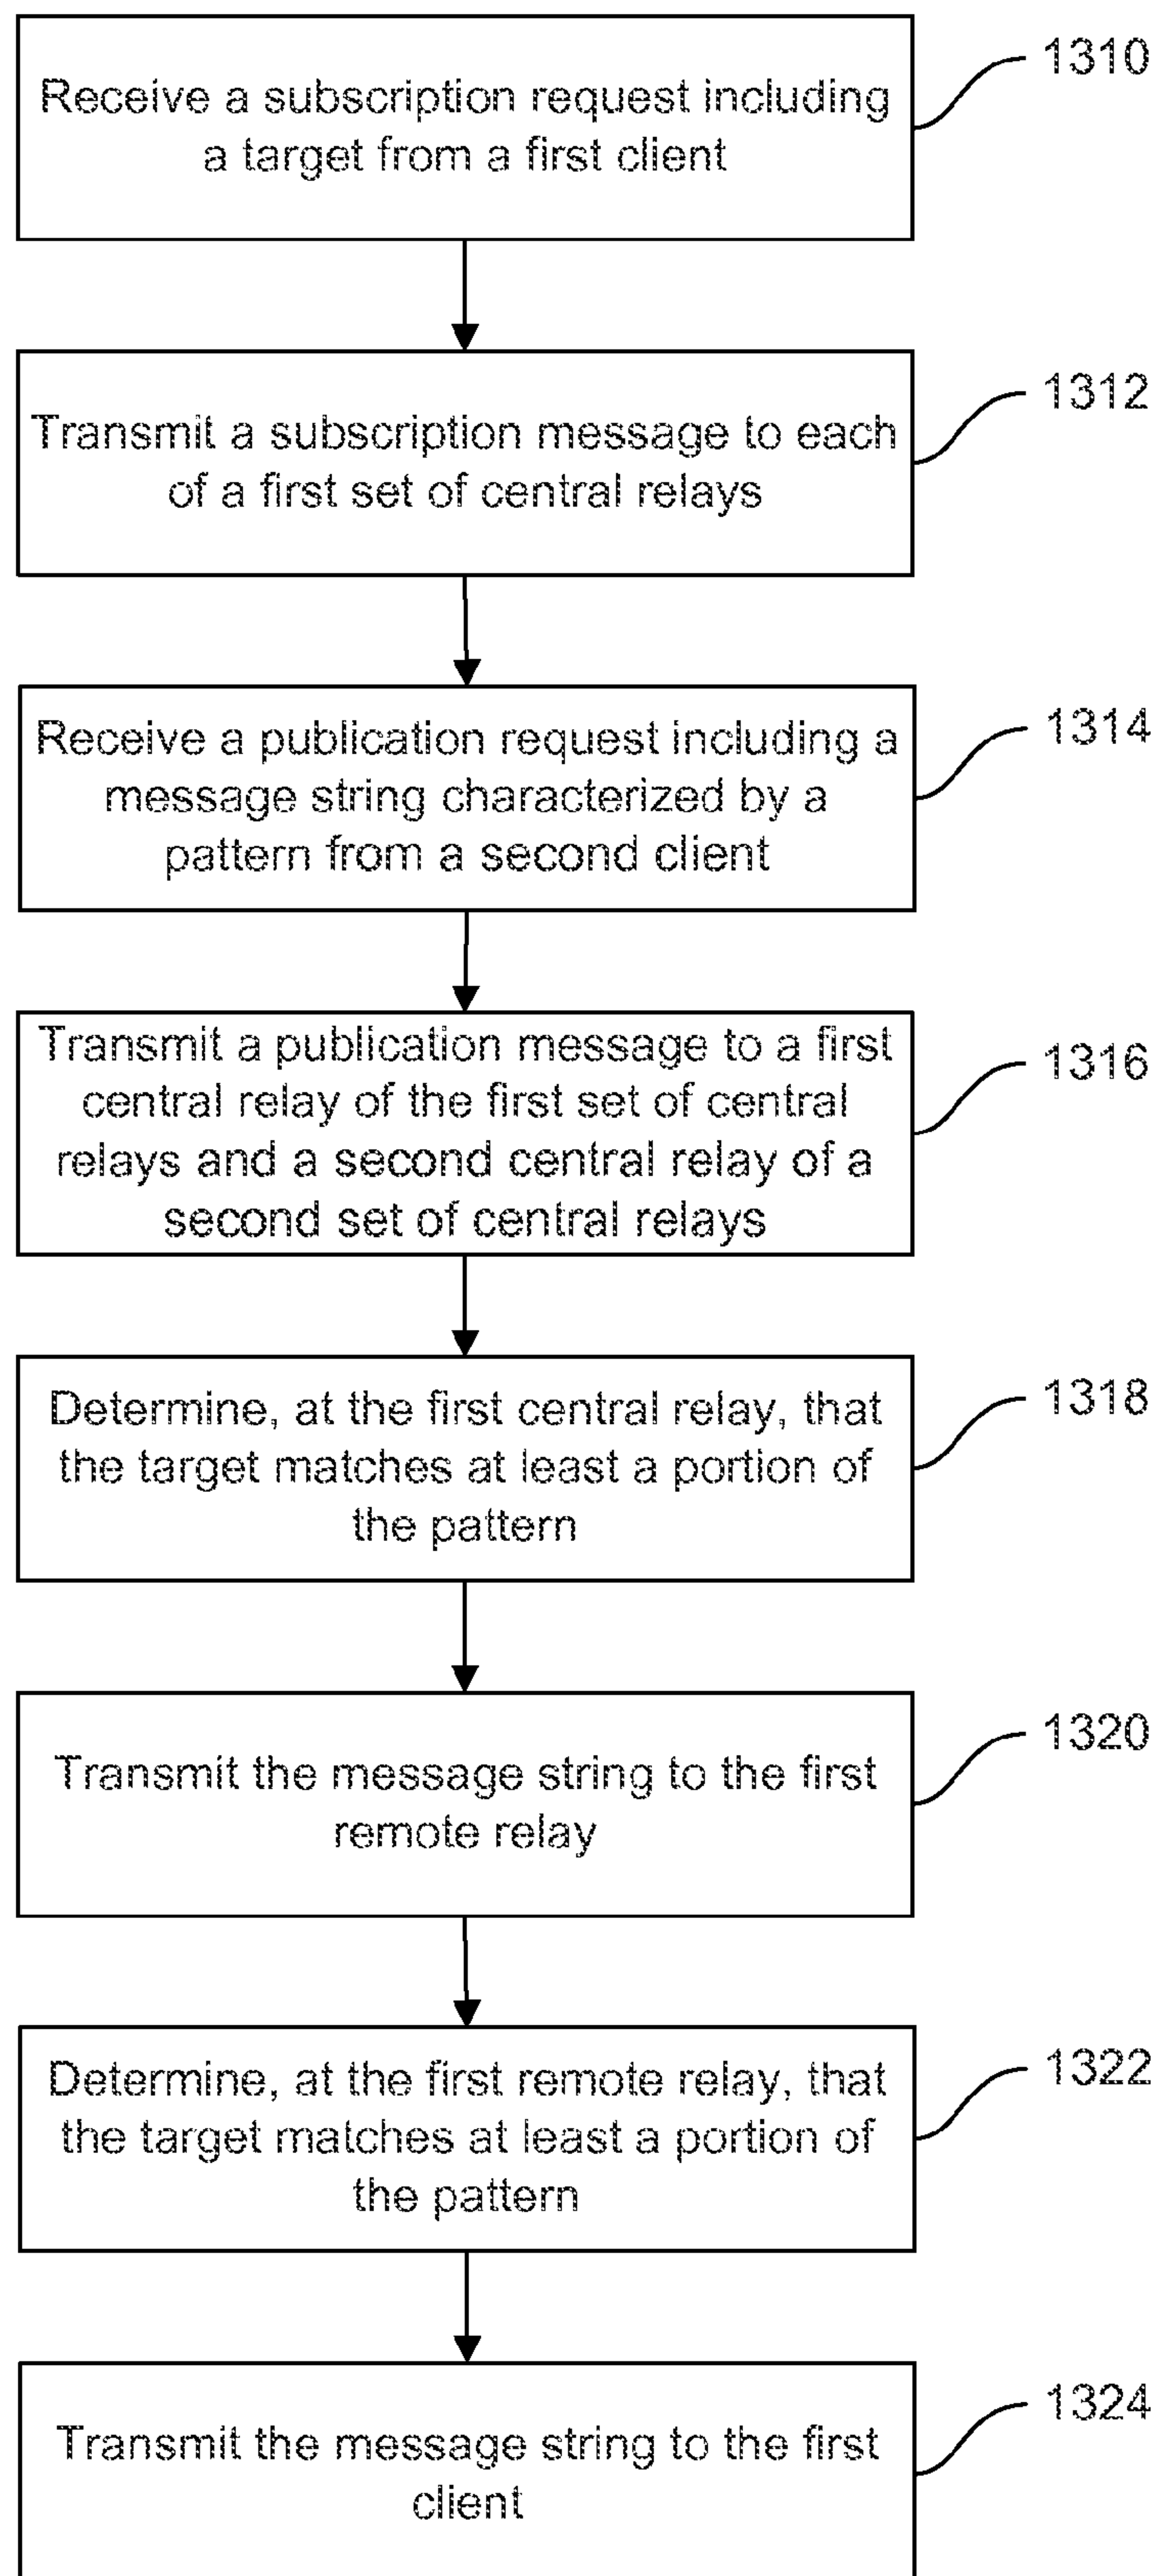 Receive a subscription request including
a target from a first client
1310
Transmit a subscription message to each
of a first set of central relays
1312
Receive a publication request including a
message string characterized by a
pattern from a second client
1314
Transmit a publication message to a first
central relay of the first set of central
relays and a second central relay of a
second set of central relays
1316
Determine, at the first central relay, that
the target matches at least a portion of
the pattern
1318
Transmit the message string to the first
remote relay
1320
Determine, at the first remote relay, that
the target matches at least a portion of
the pattern
1322
Transmit the message string to the first
client
1324